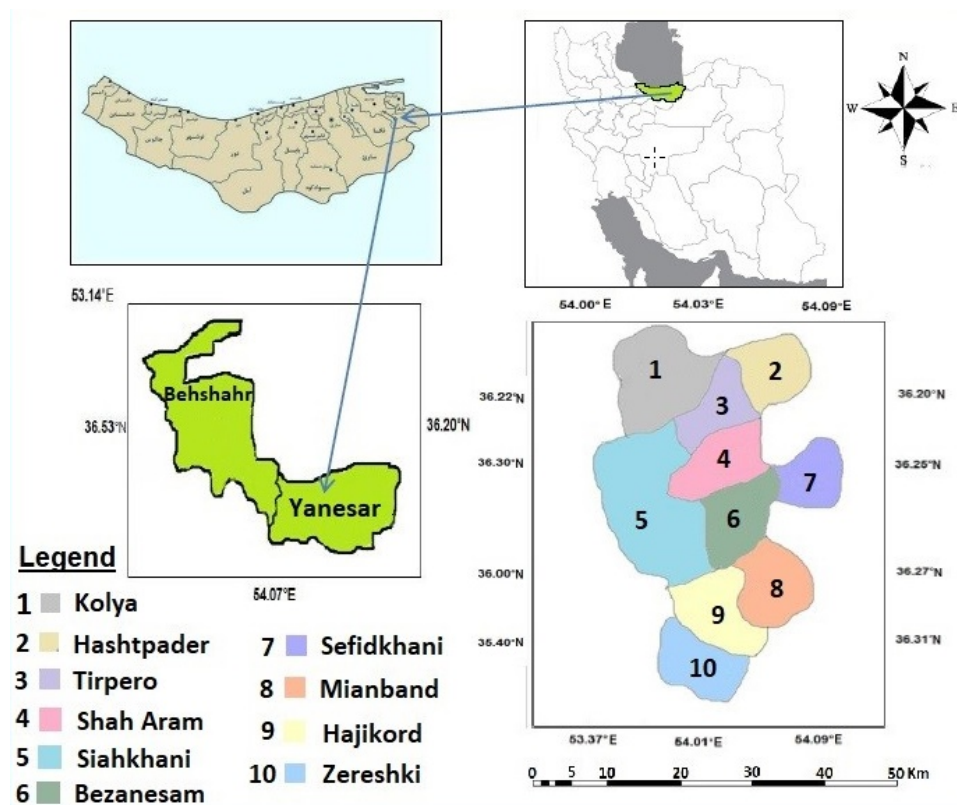 N
W E
S
53.14°E
36.53°N
36.20°N
Behshahr
Yanesar
54.07°E
54.00°E 54.03°E 54.09°E
36.22°N
36.30°N
36.00°N
35.40°N
36.20°N
36.25°N
36.27°N
36.31°N
1
2
3
4
5
6
7
8
9
10
53.37°E 54.01°E 54.09°E
0 5 10 20 30 40 50 Km
Legend
1 Kolya
2 Hashtpader
3 Tirpero
4 Shah Aram
5 Siahkhani
6 Bezanesam
7 Sefidkhani
8 Mianband
9 Hajikord
10 Zereshki